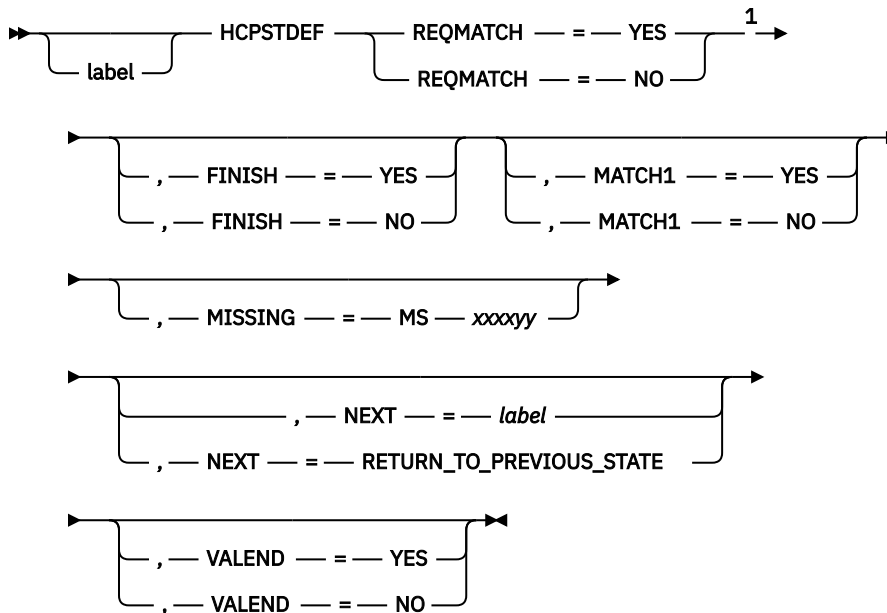 1
HCPSTDEF REQMATCH = YES
label
REQMATCH = NO
, FINISH = YES , MATCH1 = YES
, FINISH = NO , MATCH1 = NO
, MISSING = MS xxxxyy
, NEXT = label
, NEXT = RETURN_TO_PREVIOUS_STATE
, VALEND = YES
, VALEND = NO